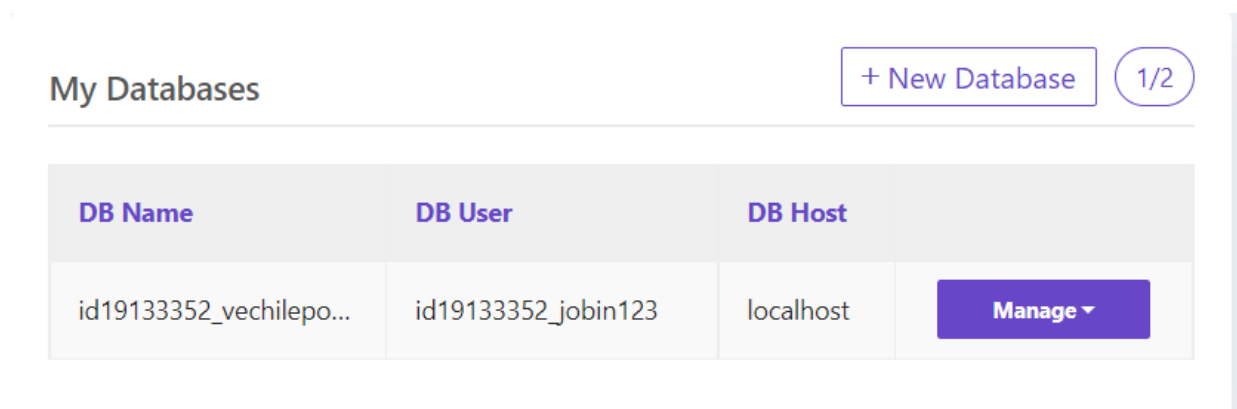 My Databases
+ New Database
1/2
DB Name DB User DB Host
id19133352_vechilepo... id19133352_jobin123 localhost Manage